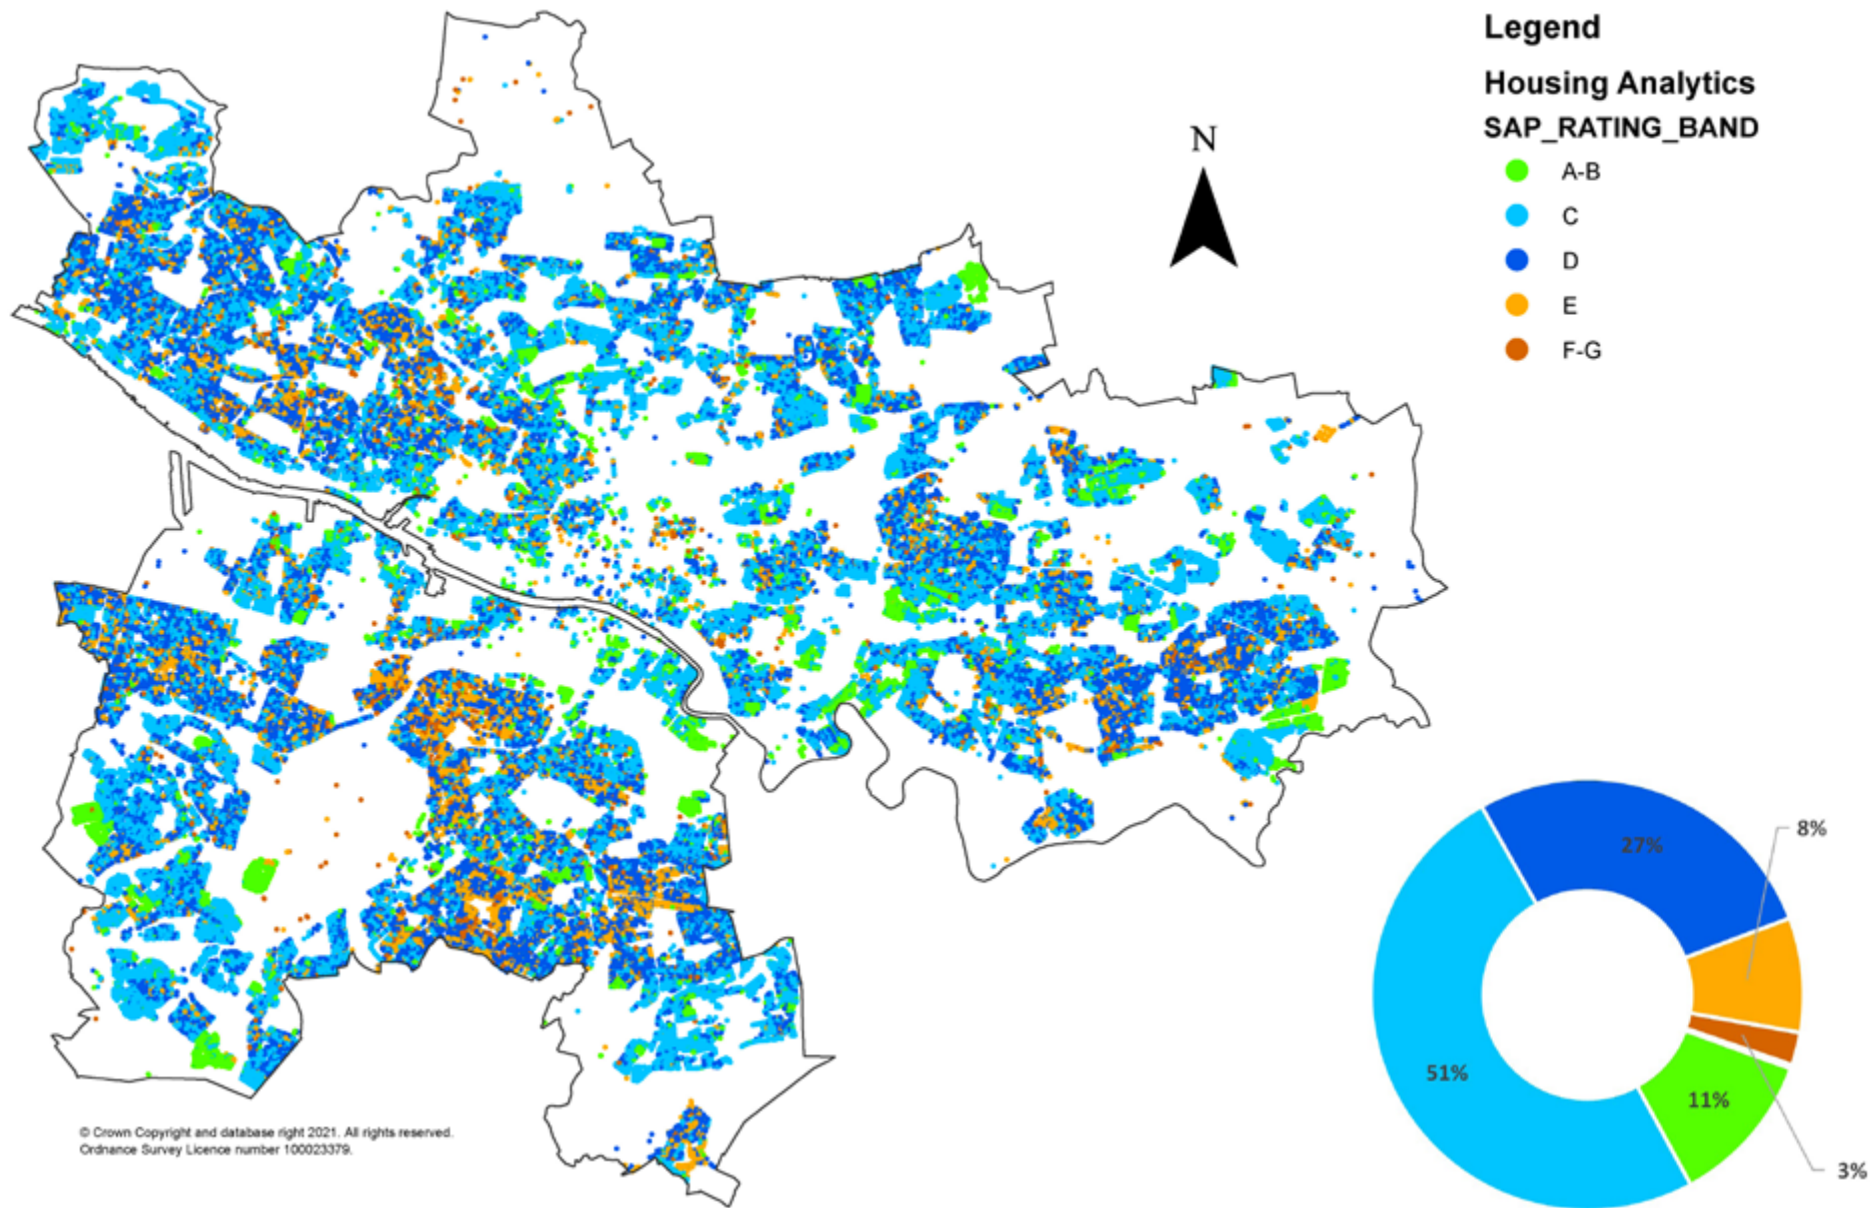 Legend
Housing Analytics
SAP_RATING_BAND
A-B
C
D
E
F-G
N
27%
8%
51%
11%
3%
© Crown Copyright and database right 2021. All rights reserved.
Ordnance Survey Licence number 100023379.